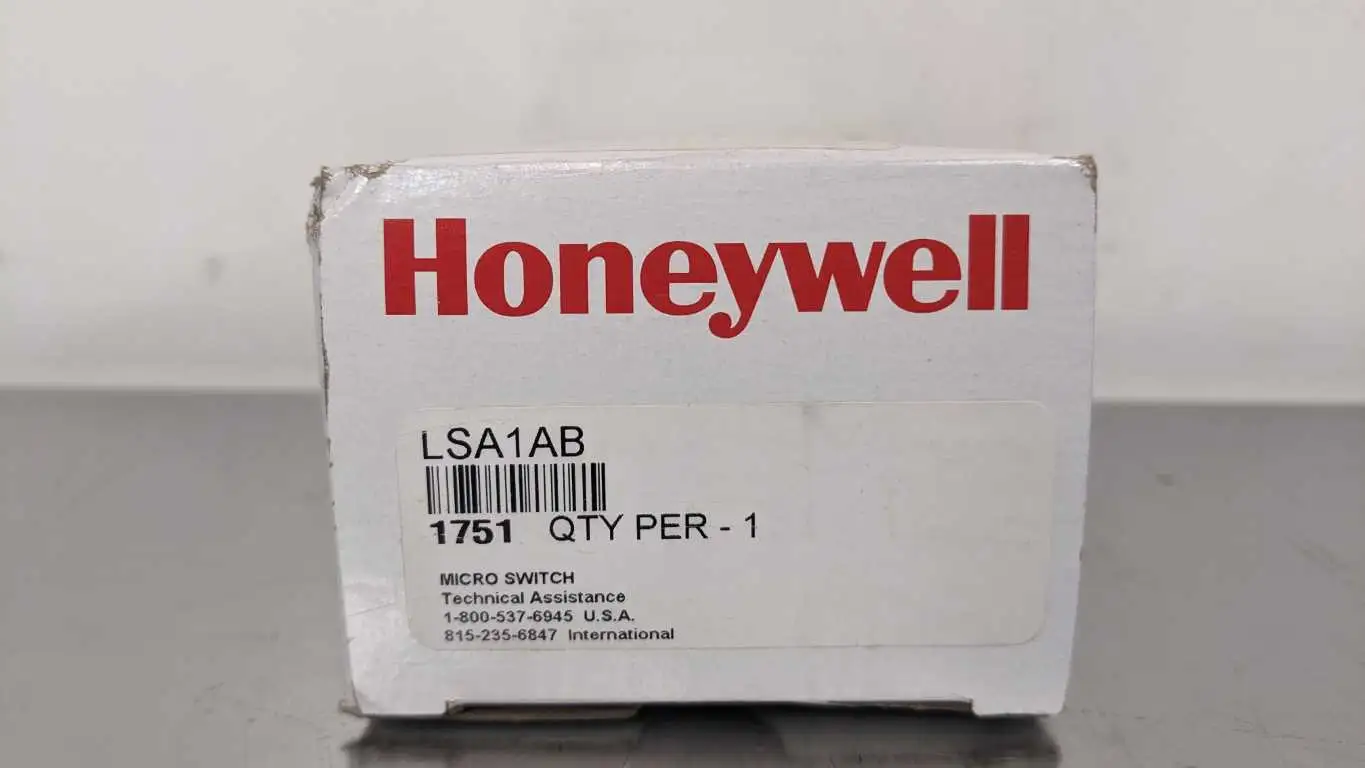 Honeywell
LSA1AB
1751 QTY PER - 1
MICRO SWITCH
Technical Assistance
1-800-537-6945 U.S.A.
815-235-6847 International